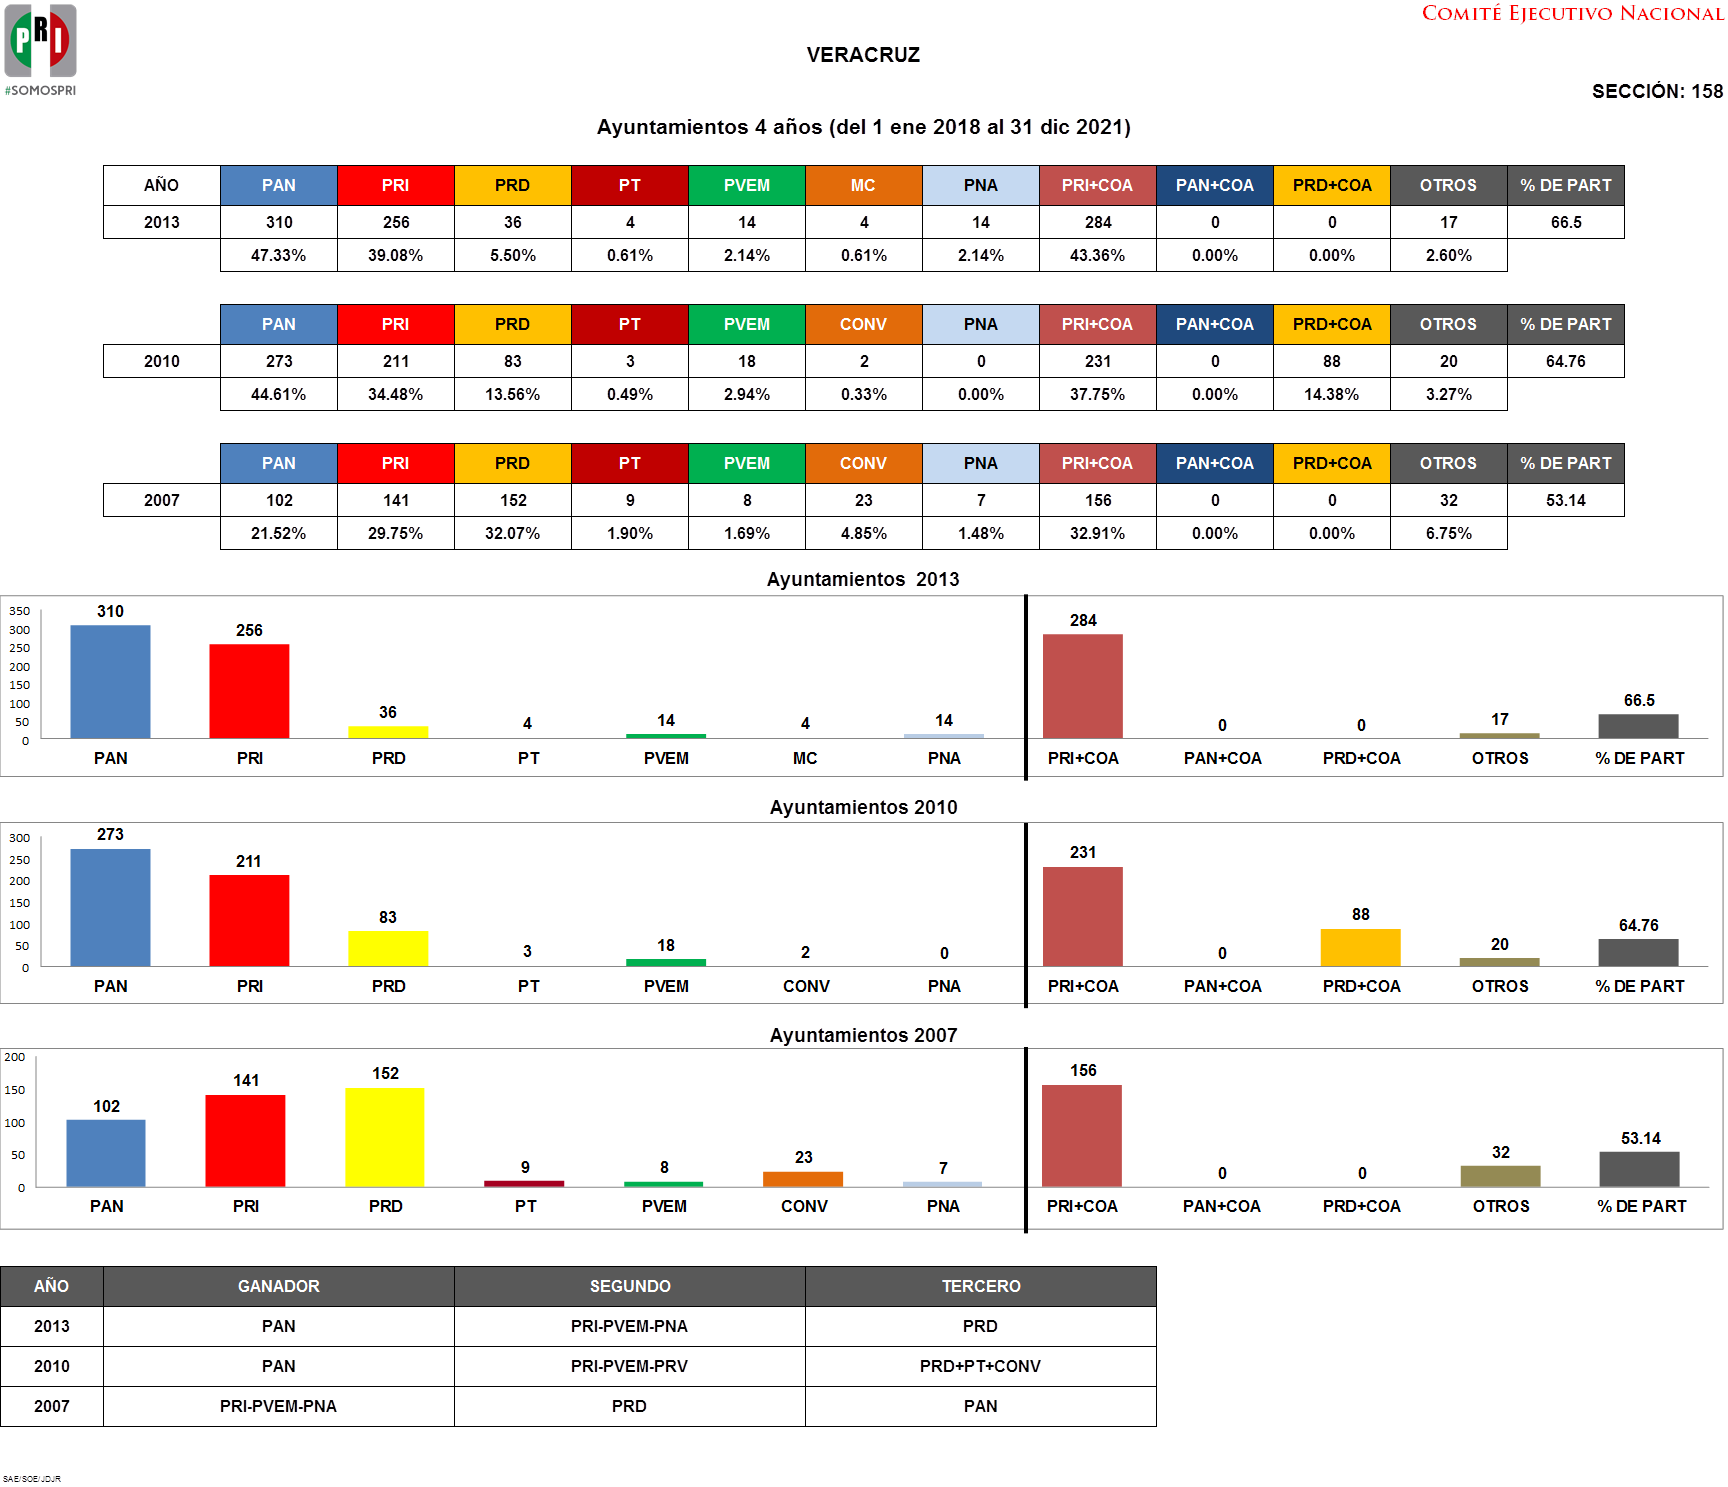 PRI
#SOMOSPRI
COMITÉ EJECUTIVO NACIONAL
VERACRUZ
SECCIÓN: 158
Ayuntamientos 4 años (del 1 ene 2018 al 31 dic 2021)
AÑO PAN PRI PRD PT PVEM MC PNA PRI+COA PAN+COA PRD+COA OTROS % DE PART
2013 310 256 36 4 14 4 14 284 0 0 17 66.5
47.33% 39.08% 5.50% 0.61% 2.14% 0.61% 2.14% 43.36% 0.00% 0.00% 2.60%
PAN PRI PRD PT PVEM CONV PNA PRI+COA PAN+COA PRD+COA OTROS % DE PART
2010 273 211 83 3 18 2 0 231 0 88 20 64.76
44.61% 34.48% 13.56% 0.49% 2.94% 0.33% 0.00% 37.75% 0.00% 14.38% 3.27%
PAN PRI PRD PT PVEM CONV PNA PRI+COA PAN+COA PRD+COA OTROS % DE PART
2007 102 141 152 9 8 23 7 156 0 0 32 53.14
21.52% 29.75% 32.07% 1.90% 1.69% 4.85% 1.48% 32.91% 0.00% 0.00% 6.75%
Ayuntamientos 2013
350
300
250
200
150
100
50
0
310 256 36 4 14 4 14 284 0 0 17 66.5
PAN PRI PRD PT PVEM MC PNA PRI+COA PAN+COA PRD+COA OTROS % DE PART
Ayuntamientos 2010
300
250
200
150
100
50
0
273 211 83 3 18 2 0 231 0 88 20 64.76
PAN PRI PRD PT PVEM CONV PNA PRI+COA PAN+COA PRD+COA OTROS % DE PART
Ayuntamientos 2007
200
150
100
50
0
102 141 152 9 8 23 7 156 0 0 32 53.14
PAN PRI PRD PT PVEM CONV PNA PRI+COA PAN+COA PRD+COA OTROS % DE PART
AÑO GANADOR SEGUNDO TERCERO
2013 PAN PRI-PVEM-PNA PRD
2010 PAN PRI-PVEM-PRV PRD+PT+CONV
2007 PRI-PVEM-PNA PRD PAN
SAE/SOE/JDJR